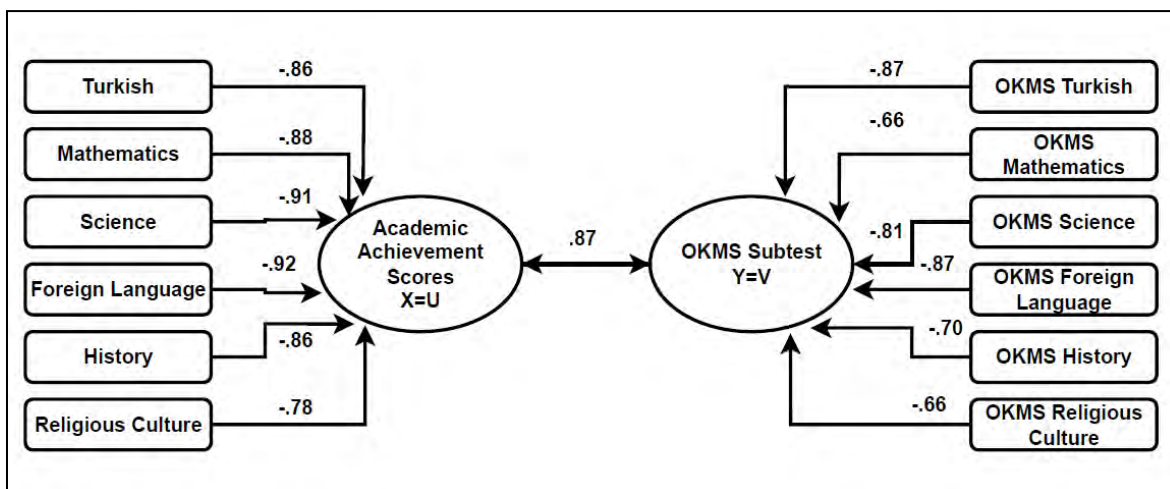 Turkish
-.86
Mathematics
-.88
Science
-.91
Foreign Language
-.92
History
-.86
Religious Culture
-.78
Academic
Achievement
Scores
X=U
.87
OKMS Subtest
Y=V
-.87
OKMS Turkish
-.66
OKMS
Mathematics
-.81
OKMS Science
-.87
OKMS Foreign
Language
-.70
OKMS History
-.66
OKMS Religious
Culture